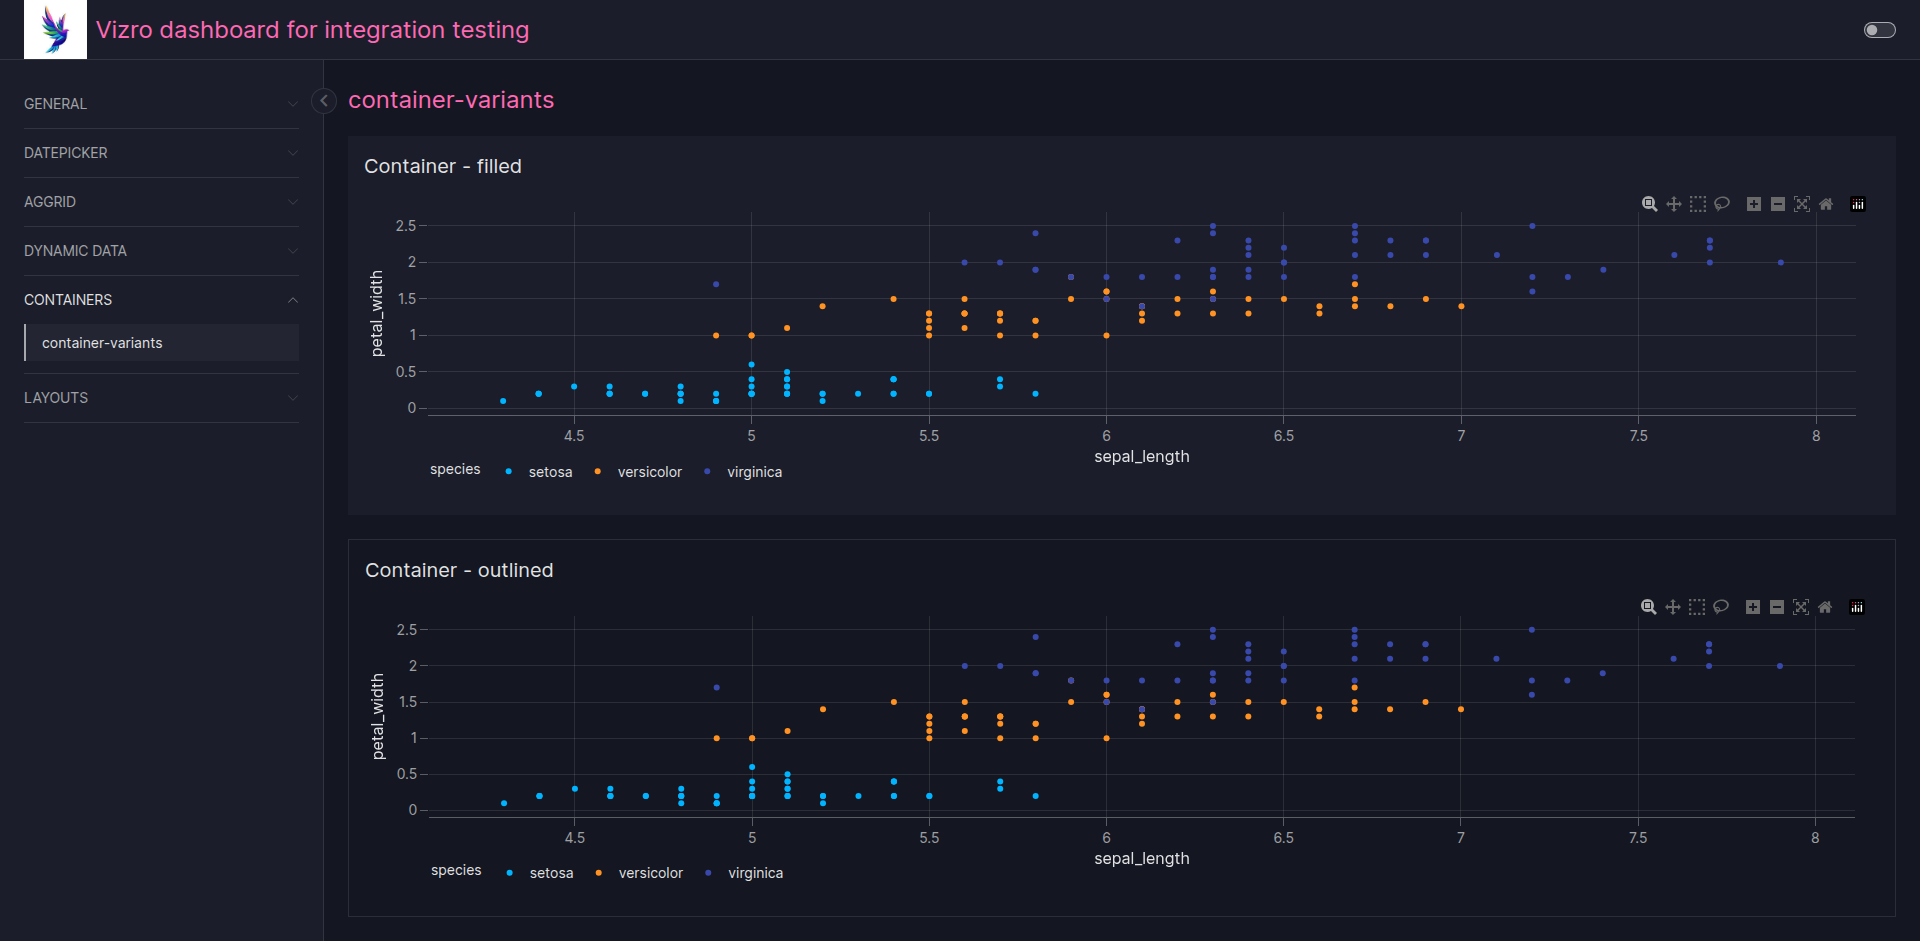 Vizro dashboard for integration testing
GENERAL
DATEPICKER
AGGRID
DYNAMIC DATA
CONTAINERS
container-variants
LAYOUTS
container-variants
Container - filled
2.5
2
1.5
1
0.5
0
petal_width
4.5 5 5.5 6 6.5 7 7.5 8
sepal_length
species setosa versicolor virginica
Container - outlined
2.5
2
1.5
1
0.5
0
petal_width
4.5 5 5.5 6 6.5 7 7.5 8
sepal_length
species setosa versicolor virginica